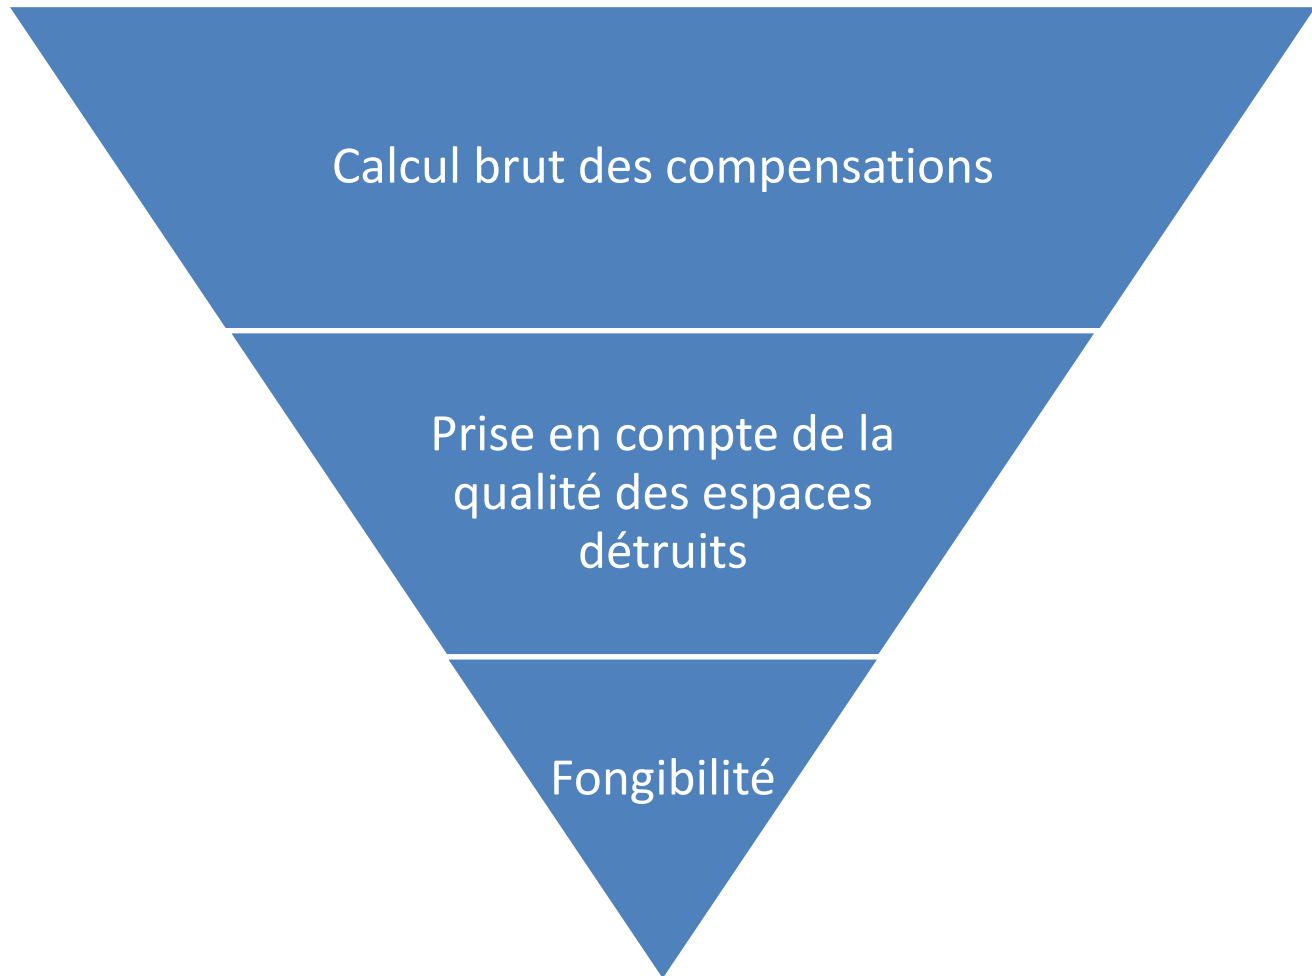 Calcul brut des compensations
Prise en compte de la
qualité des espaces
détruits
Fongibilité